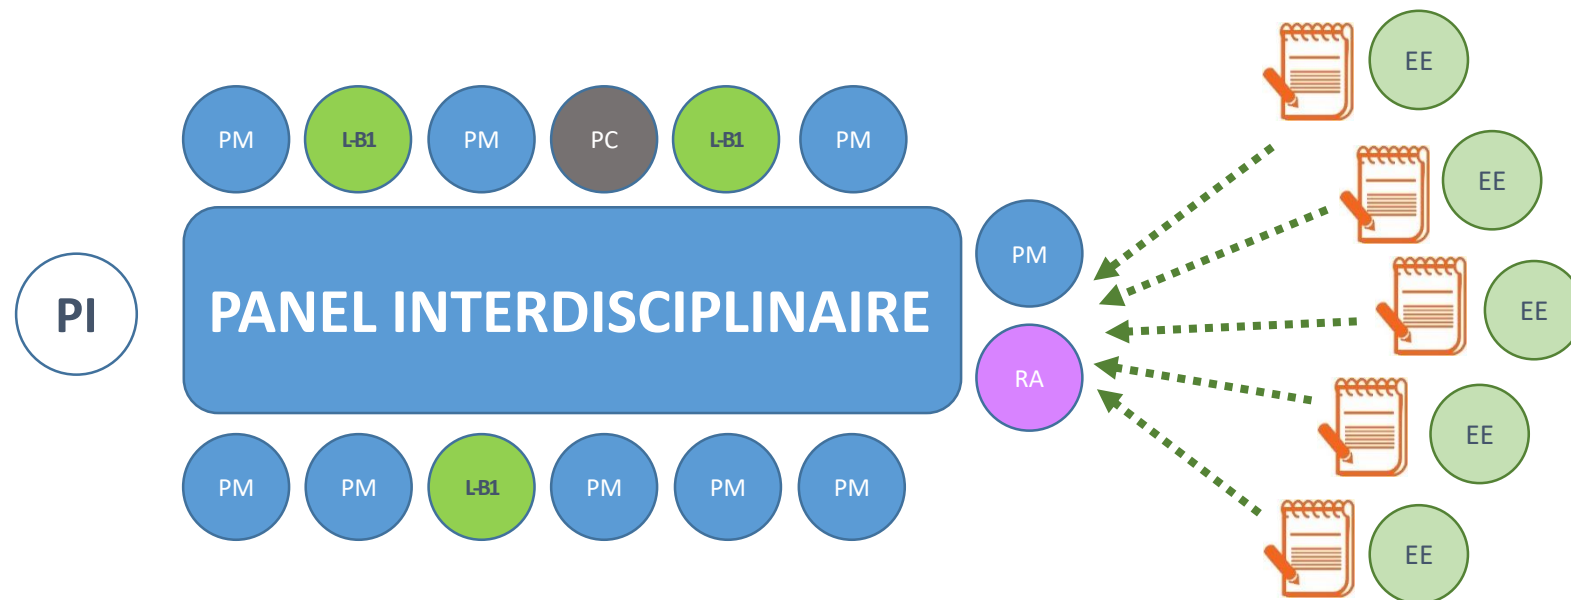 EE
PM L-B1 PM PC L-B1 PM
EE
PM
PI PANEL INTERDISCIPLINAIRE
EE
RA
EE
PM PM L-B1 PM PM PM
EE